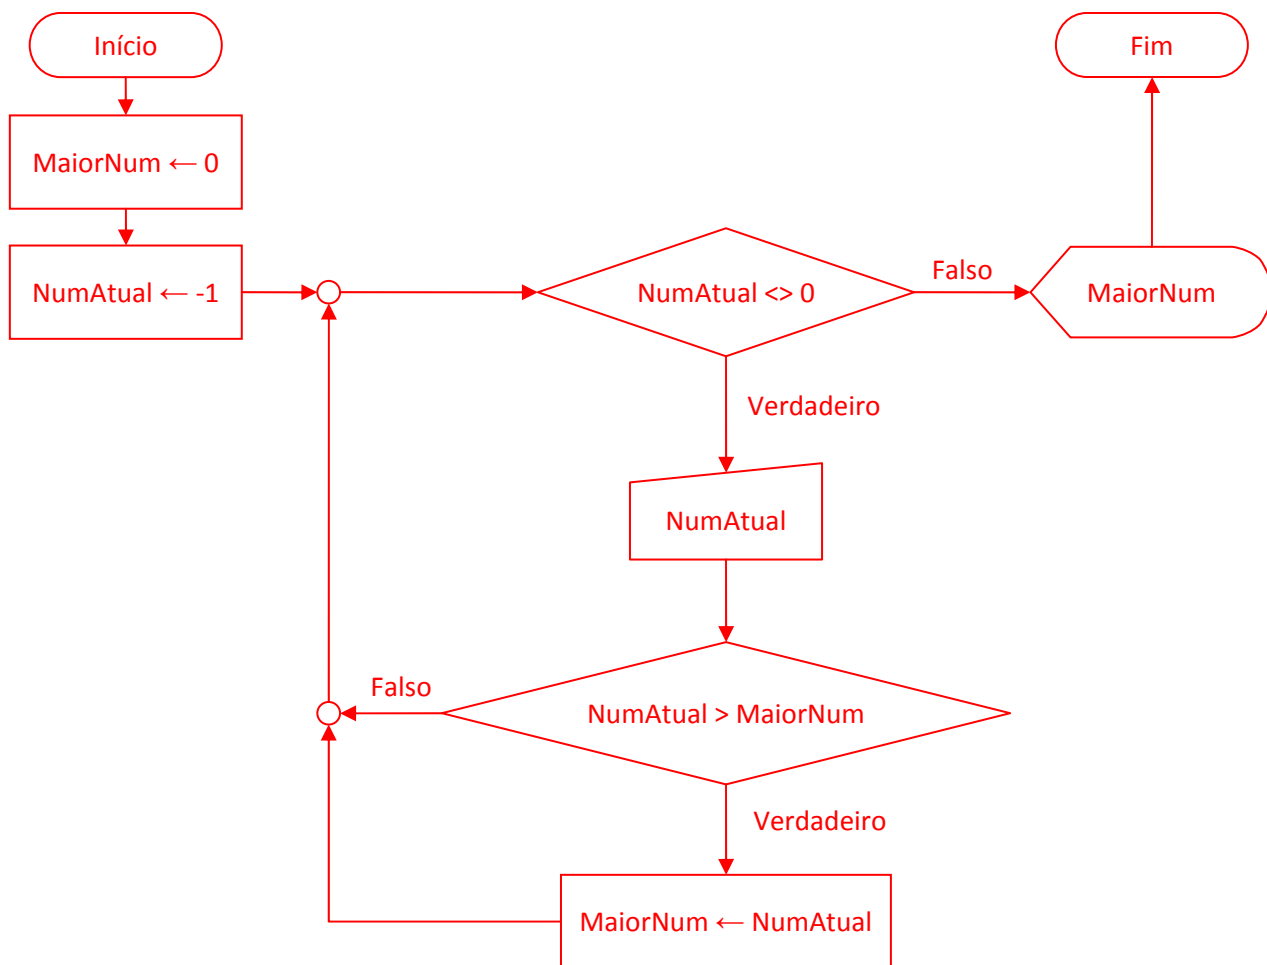 Início
MaiorNum ← 0
NumAtual ← -1
NumAtual <> 0
Falso
MaiorNum
Fim
Verdadeiro
NumAtual
NumAtual > MaiorNum
Falso
Verdadeiro
MaiorNum ← NumAtual